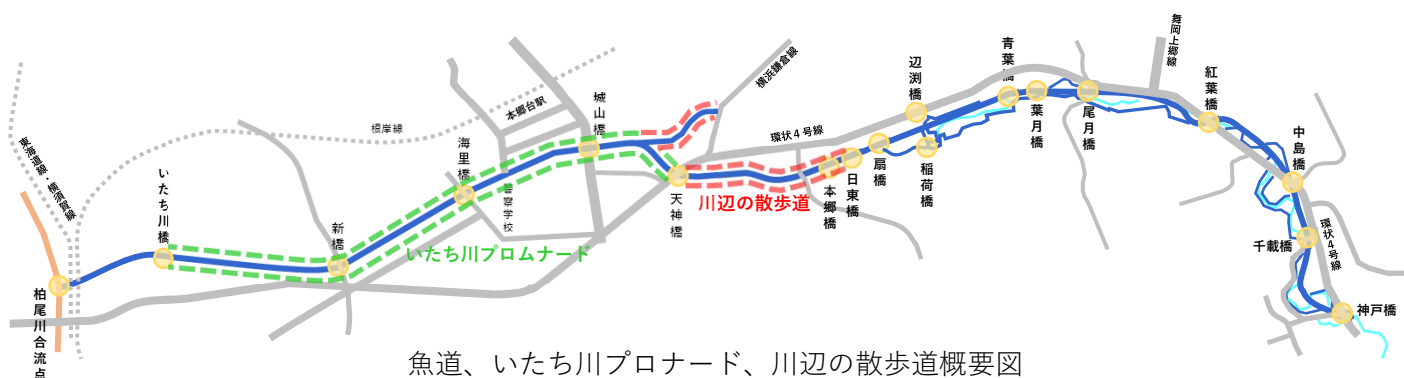 東海道線・横須賀線
柏尾川合流点
いたち川橋
根岸線
新橋
海里橋
警察学校
本郷台駅
城山橋
いたち川プロムナード
天神橋
横浜鎌倉線
川辺の散歩道
環状4号線
本郷橋
日東橋
扇橋
辺渕橋
稲荷橋
青葉橋
葉月橋
尾月橋
舞岡上郷線
紅葉橋
中島橋
千載橋
環状4号線
神戸橋
魚道、いたち川プロナード、川辺の散歩道概要図